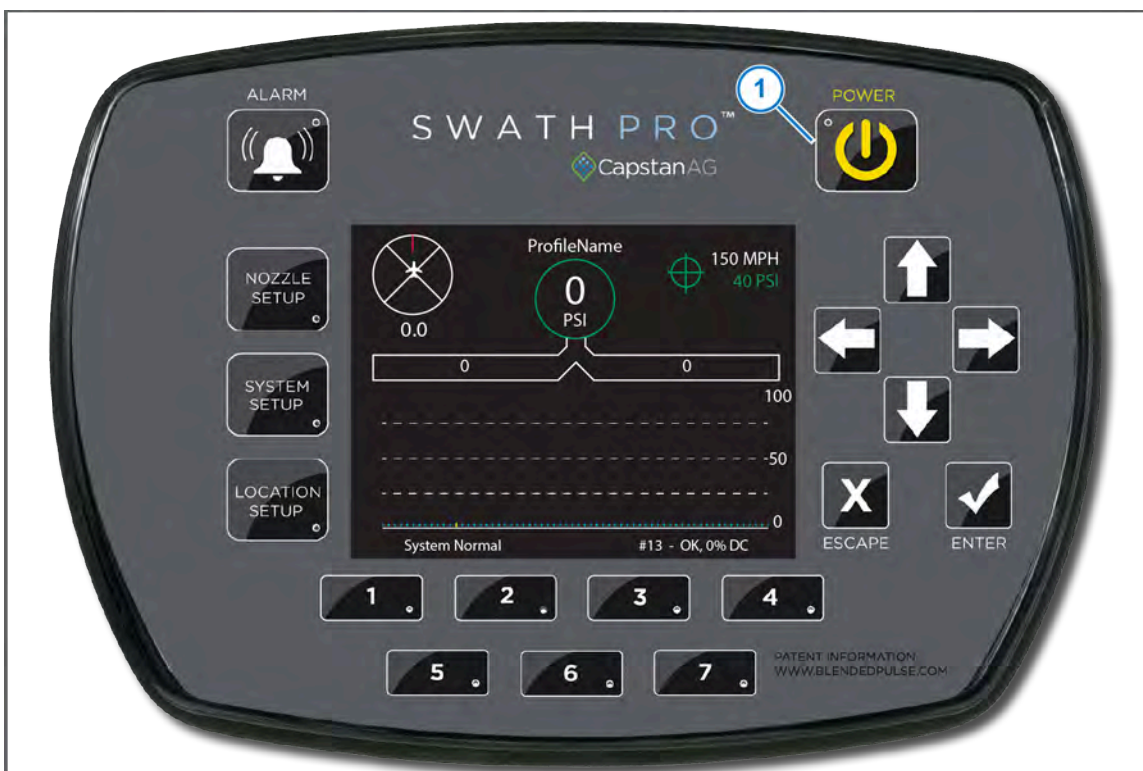 ALARM
1
POWER
SWATH PRO™
CapstanAG
NOZZLE
SETUP
SYSTEM
SETUP
LOCATION
SETUP
ProfileName
0
PSI
150 MPH
40 PSI
0.0
0
0
100
50
0
System Normal
#13 - OK, 0% DC
X
ESCAPE
ENTER
1
2
3
4
5
6
7
PATENT INFORMATION
WWW.BLENDEDPULSE.COM